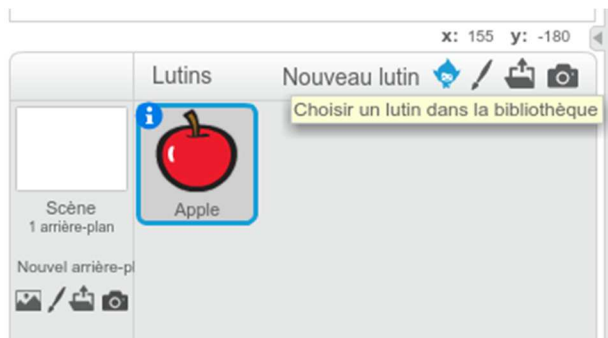 x: 155 y: -180
Lutins
Nouveau lutin
Choisir un lutin dans la bibliothèque
Apple
Scène
1 arrière-plan
Nouvel arrière-pl